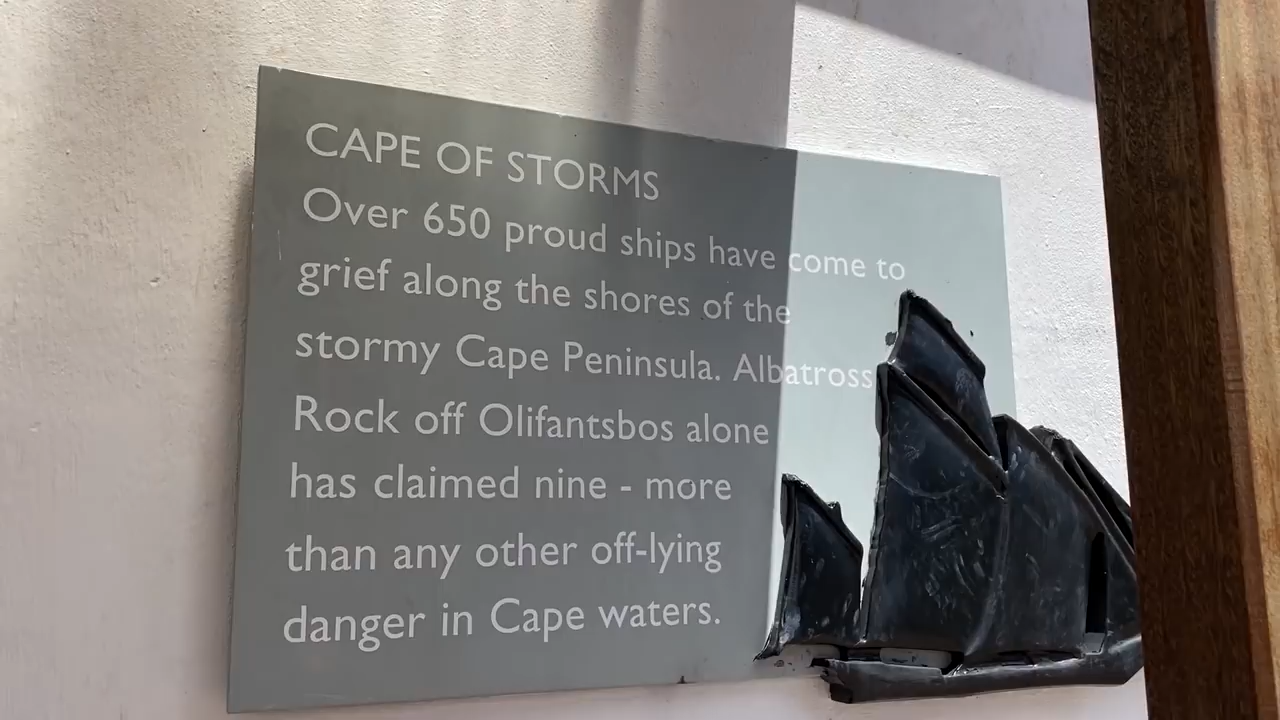 CAPE OF STORMS
Over 650 proud ships have come to
grief along the shores of the
stormy Cape Peninsula. Albatross
Rock off Olifantsbos alone
has claimed nine - more
than any other off-lying
danger in Cape waters.